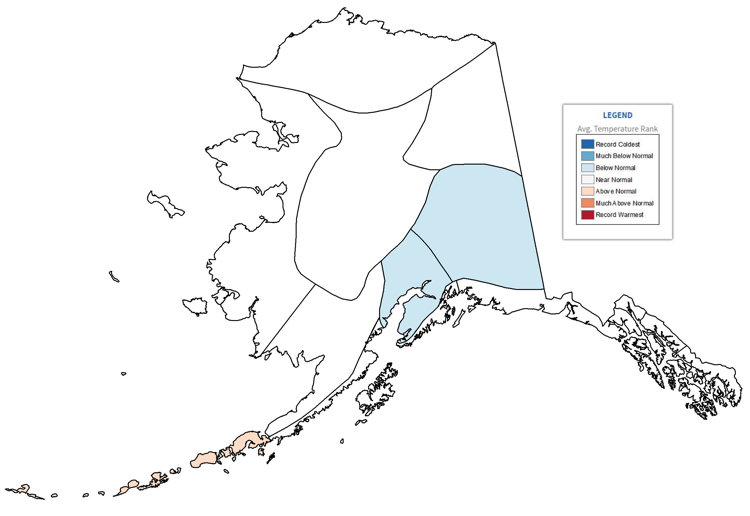 LEGEND
Avg. Temperature Rank
Record Coldest
Much Below Normal
Below Normal
Near Normal
Above Normal
Much Above Normal
Record Warmest